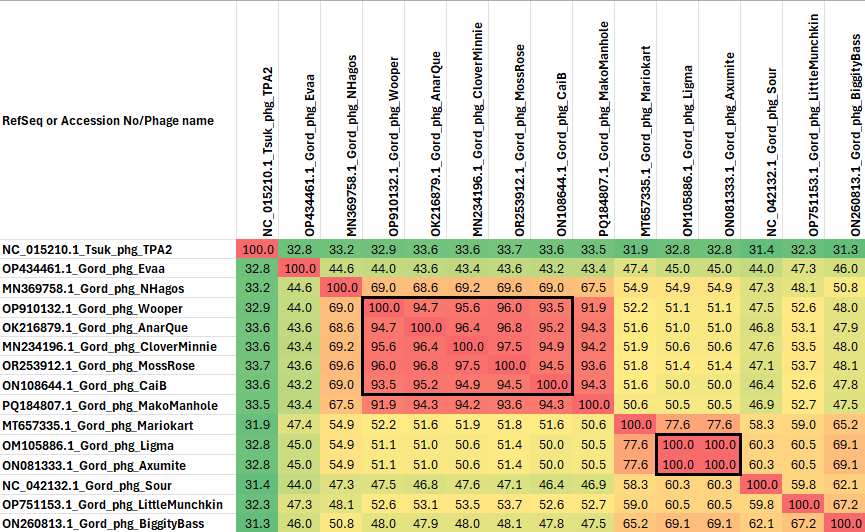 RefSeq or Accession No/Phage name NC_015210.1_Tsuk_phg_TPA2 OP434461.1_Gord_phg_Evaa MN369758.1_Gord_phg_NHagos OP910132.1_Gord_phg_Wooper OK216879.1_Gord_phg_AnarQue MN234196.1_Gord_phg_CloverMinnie OR253912.1_Gord_phg_MossRose ON108644.1_Gord_phg_CaiB PQ184807.1_Gord_phg_MakoManhole MT657335.1_Gord_phg_Mariokart OM105886.1_Gord_phg_Ligma ON081333.1_Gord_phg_Axumite NC_042132.1_Gord_phg_Sour OP751153.1_Gord_phg_LittleMunchkin ON260813.1_Gord_phg_BiggityBass
NC_015210.1_Tsuk_phg_TPA2 100.0 32.8 33.2 32.9 33.6 33.6 33.7 33.6 33.5 31.9 32.8 32.8 31.4 32.3 31.3
OP434461.1_Gord_phg_Evaa 32.8 100.0 44.6 44.0 43.6 43.4 43.6 43.2 43.4 47.4 45.0 45.0 44.0 47.3 46.0
MN369758.1_Gord_phg_NHagos 33.2 44.6 100.0 69.0 68.6 69.2 69.6 69.0 67.5 54.9 54.9 54.9 47.3 48.1 50.8
OP910132.1_Gord_phg_Wooper 32.9 44.0 69.0 100.0 94.7 95.6 96.0 93.5 91.9 52.2 51.1 51.1 47.5 52.6 48.0
OK216879.1_Gord_phg_AnarQue 33.6 43.6 68.6 94.7 100.0 96.4 96.8 95.2 94.3 51.6 51.0 51.0 46.8 53.1 47.9
MN234196.1_Gord_phg_CloverMinnie 33.6 43.4 69.2 95.6 96.4 100.0 97.5 94.9 94.2 51.9 50.6 50.6 47.6 53.5 48.0
OR253912.1_Gord_phg_MossRose 33.7 43.6 69.6 96.0 96.8 97.5 100.0 94.5 93.6 51.8 51.4 51.4 47.1 53.7 48.1
ON108644.1_Gord_phg_CaiB 33.6 43.2 69.0 93.5 95.2 94.9 94.5 100.0 94.3 51.6 50.0 50.0 46.4 52.6 47.8
PQ184807.1_Gord_phg_MakoManhole 33.5 43.4 67.5 91.9 94.3 94.2 93.6 94.3 100.0 50.6 50.5 50.5 46.9 52.7 47.5
MT657335.1_Gord_phg_Mariokart 31.9 47.4 54.9 52.2 51.6 51.9 51.8 51.6 50.6 100.0 77.6 77.6 58.3 59.0 65.2
OM105886.1_Gord_phg_Ligma 32.8 45.0 54.9 51.1 51.0 50.6 51.4 50.0 50.5 77.6 100.0 100.0 60.3 60.5 69.1
ON081333.1_Gord_phg_Axumite 32.8 45.0 54.9 51.1 51.0 50.6 51.4 50.0 50.5 77.6 100.0 100.0 60.3 60.5 69.1
NC_042132.1_Gord_phg_Sour 31.4 44.0 47.3 47.5 46.8 47.6 47.1 46.4 46.9 58.3 60.3 60.3 100.0 59.8 62.1
OP751153.1_Gord_phg_LittleMunchkin 32.3 47.3 48.1 52.6 53.1 53.5 53.7 52.6 52.7 59.0 60.5 60.5 59.8 100.0 67.2
ON260813.1_Gord_phg_BiggityBass 31.3 46.0 50.8 48.0 47.9 48.0 48.1 47.8 47.5 65.2 69.1 69.1 62.1 67.2 100.0